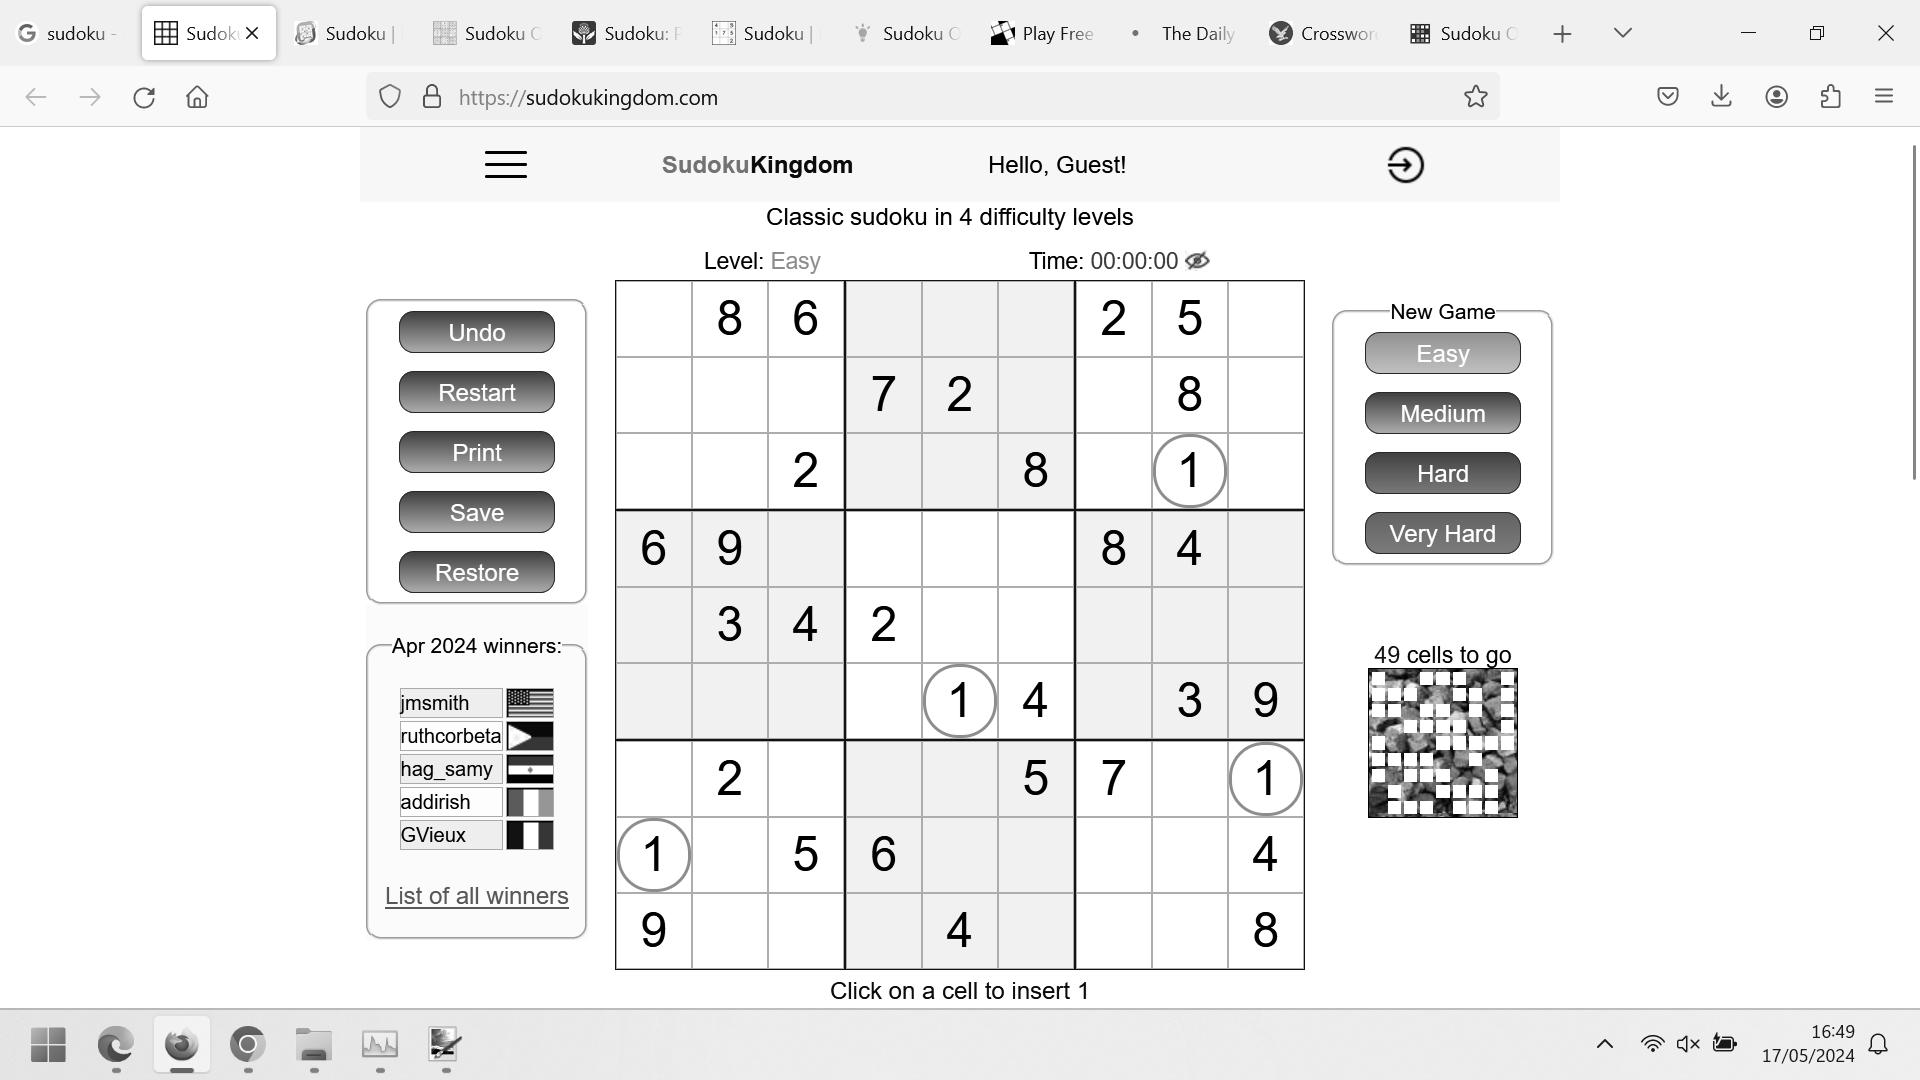 sudoku -
Sudoku
Sudoku |
Sudoku O
Sudoku: F
Sudoku |
Sudoku O
Play Free
The Daily
Crossword
Sudoku O
https://sudokukingdom.com
SudokuKingdom
Hello, Guest!
Classic sudoku in 4 difficulty levels
Level: Easy
Time: 00:00:00
Undo
Restart
Print
Save
Restore
Apr 2024 winners:
jmsmith
ruthcorbeta
hag_samy
addirish
GVieux
List of all winners
8 6 2 5
7 2 8
2 8 1
6 9 8 4
3 4 2
1 4 3 9
2 5 7 1
1 5 6 4
9 4 8
Click on a cell to insert 1
New Game
Easy
Medium
Hard
Very Hard
49 cells to go
16:49
17/05/2024